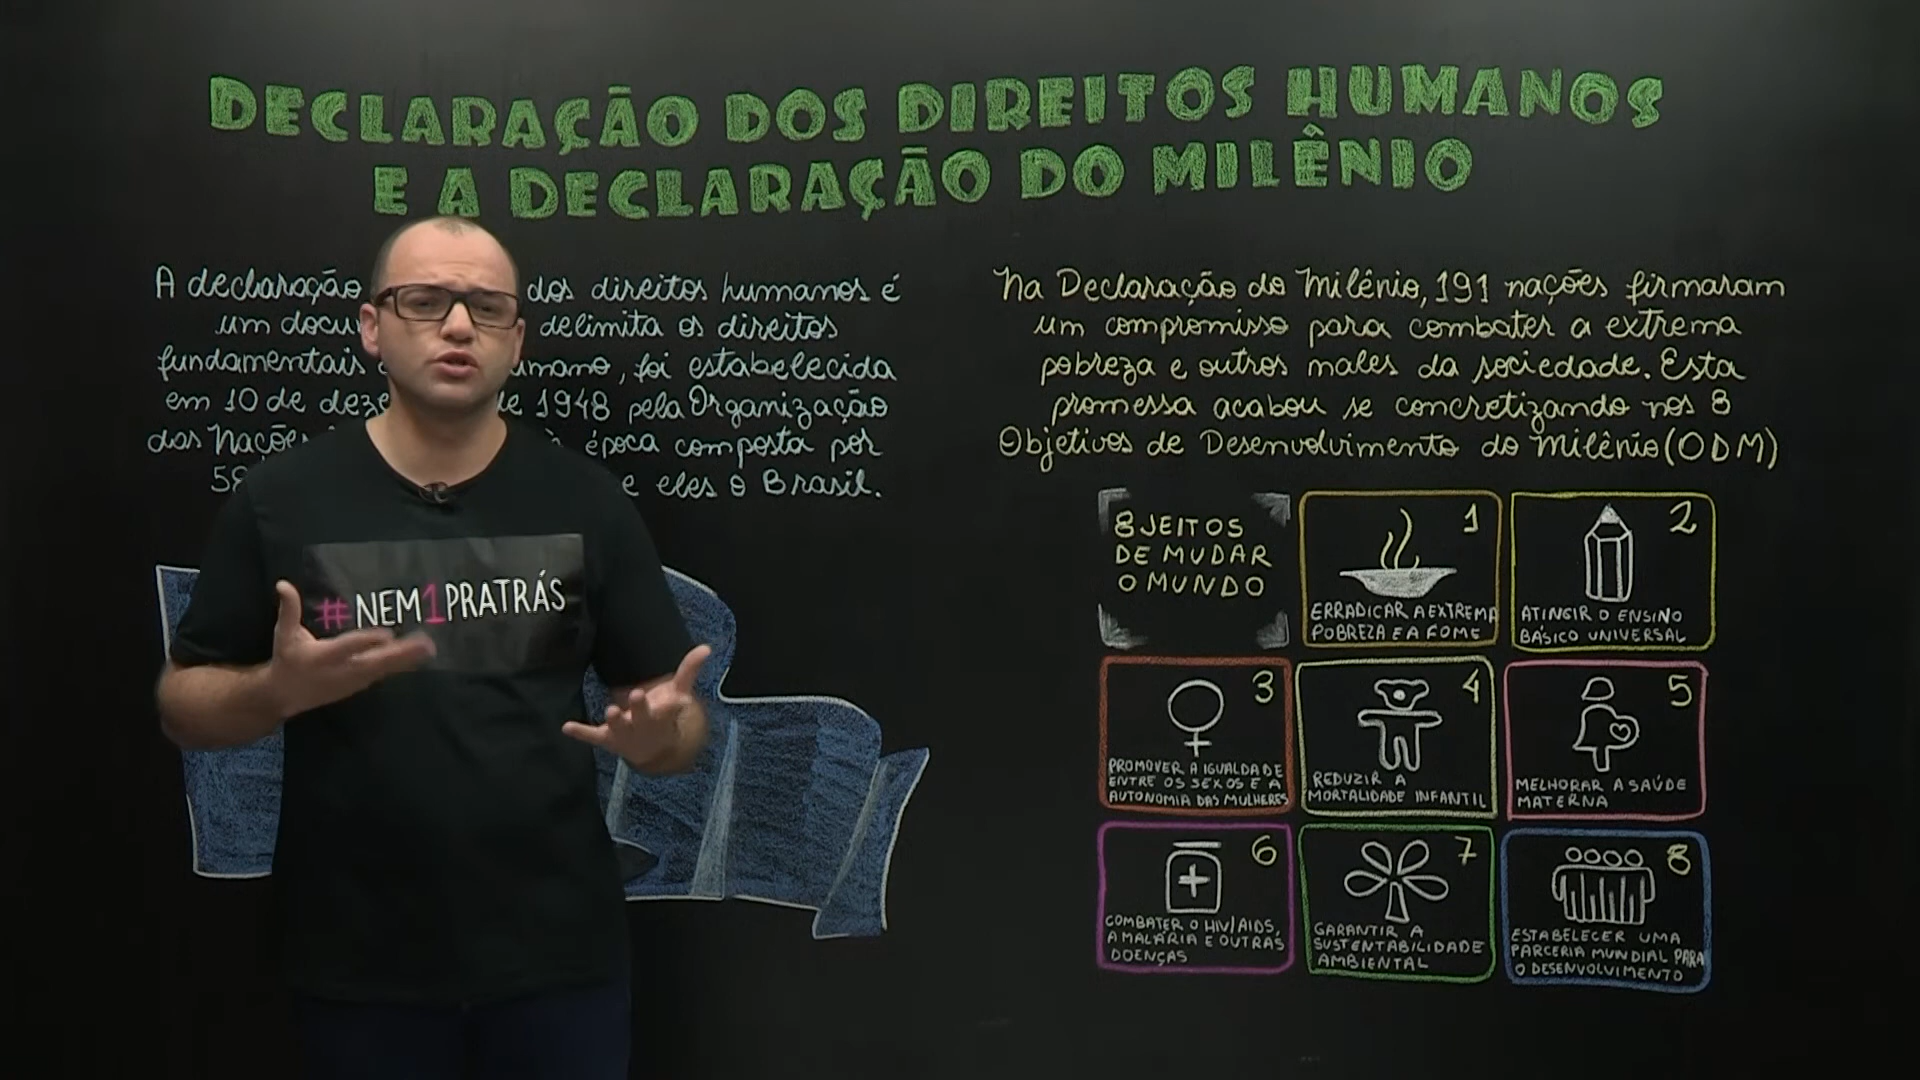 DECLARAÇÃO DOS DIREITOS HUMANOS
E A DECLARAÇÃO DO MILÊNIO
A declaração dos direitos humanos é
um delimita os direitos
fundamentais foi estabelecida
em 10 de 1948 pela Organização
das época composta por
58 eles o Brasil.
Na Declaração do Milênio, 191 nações firmaram
um compromisso para combater a extrema
pobreza e outros males da sociedade. Esta
promessa acabou se concretizando nos 8
Objetivos de Desenvolvimento do Milênio (ODM)
8 JEITOS
DE MUDAR
O MUNDO
1
ERRADICAR A EXTREMA
POBREZA E A FOME
2
ATINGIR O ENSINO
BÁSICO UNIVERSAL
3
PROMOVER A IGUALDADE
ENTRE OS SEXOS E A
AUTONOMIA DAS MULHERES
4
REDUZIR A
MORTALIDADE INFANTIL
5
MELHORAR A SAÚDE
MATERNA
6
COMBATER O HIV/AIDS,
A MALÁRIA E OUTRAS
DOENÇAS
7
GARANTIR A
SUSTENTABILIDADE
AMBIENTAL
8
ESTABELECER UMA
PARCERIA MUNDIAL PARA
O DESENVOLVIMENTO
#NEM1PRATRÁS